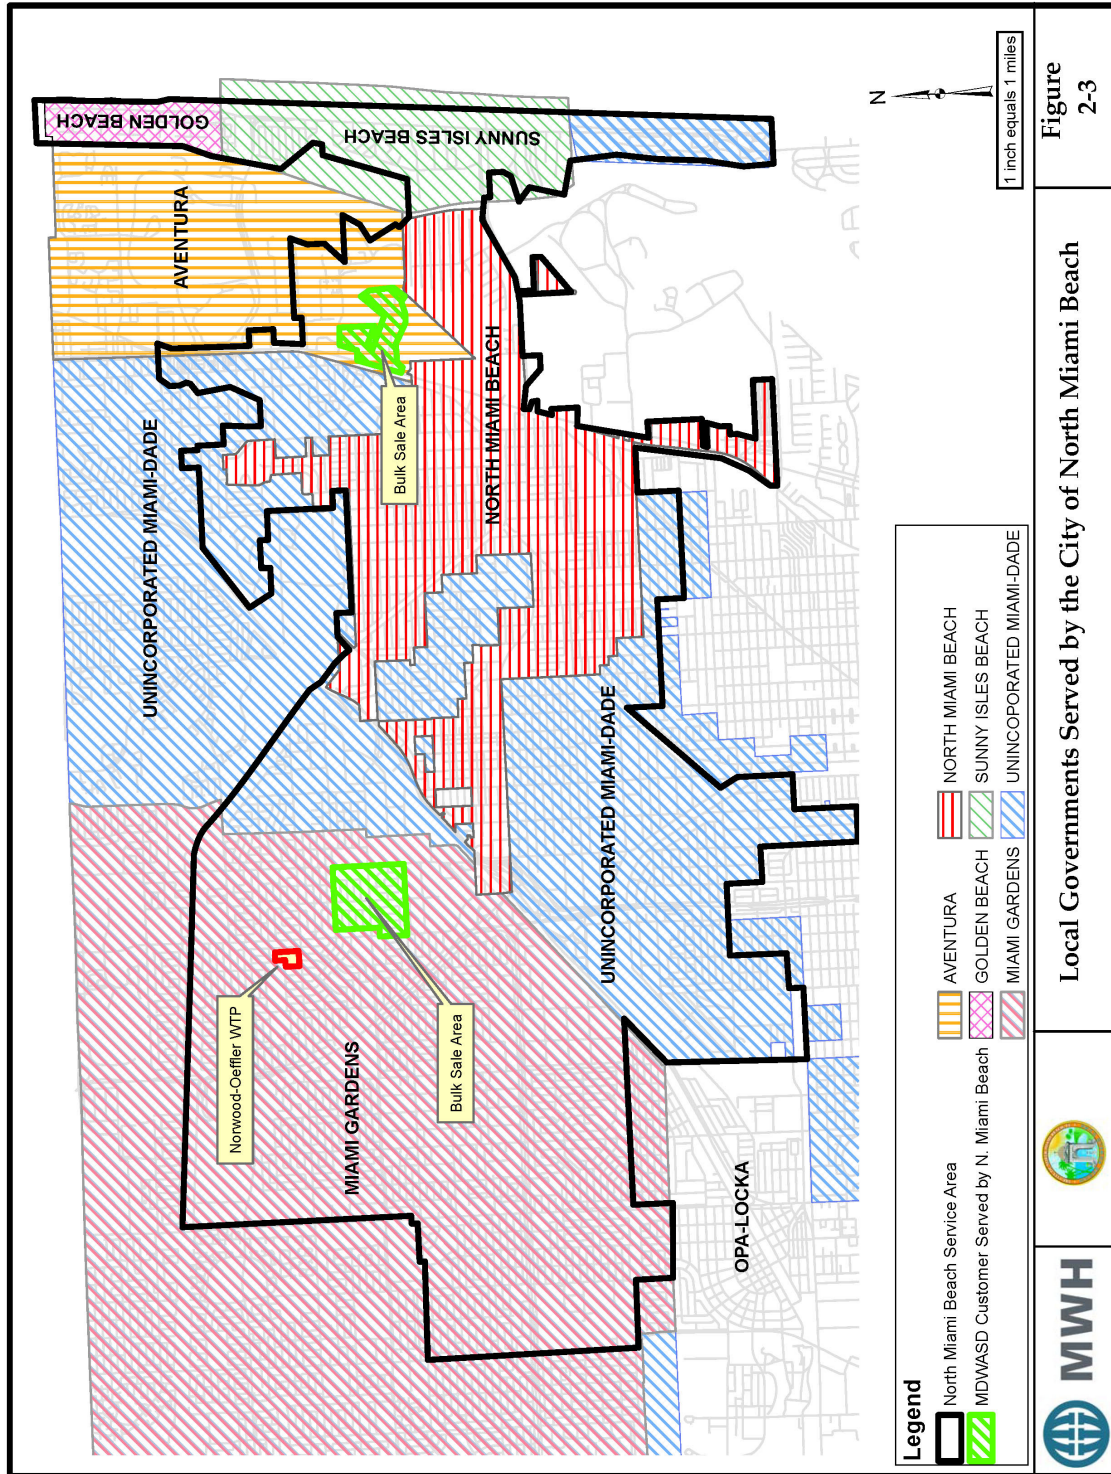 GOLDEN BEACH
SUNNY ISLES BEACH
AVENTURA
UNINCORPORATED MIAMI-DADE
NORTH MIAMI BEACH
Bulk Sale Area
UNINCORPORATED MIAMI-DADE
Norwood-Oeffler WTP
MIAMI GARDENS
Bulk Sale Area
OPA-LOCKA
N
1 inch equals 1 miles
Legend
North Miami Beach Service Area
MDWASD Customer Served by N. Miami Beach
AVENTURA
GOLDEN BEACH
MIAMI GARDENS
NORTH MIAMI BEACH
SUNNY ISLES BEACH
UNINCOPORATED MIAMI-DADE
MWH
Local Governments Served by the City of North Miami Beach
Figure
2-3